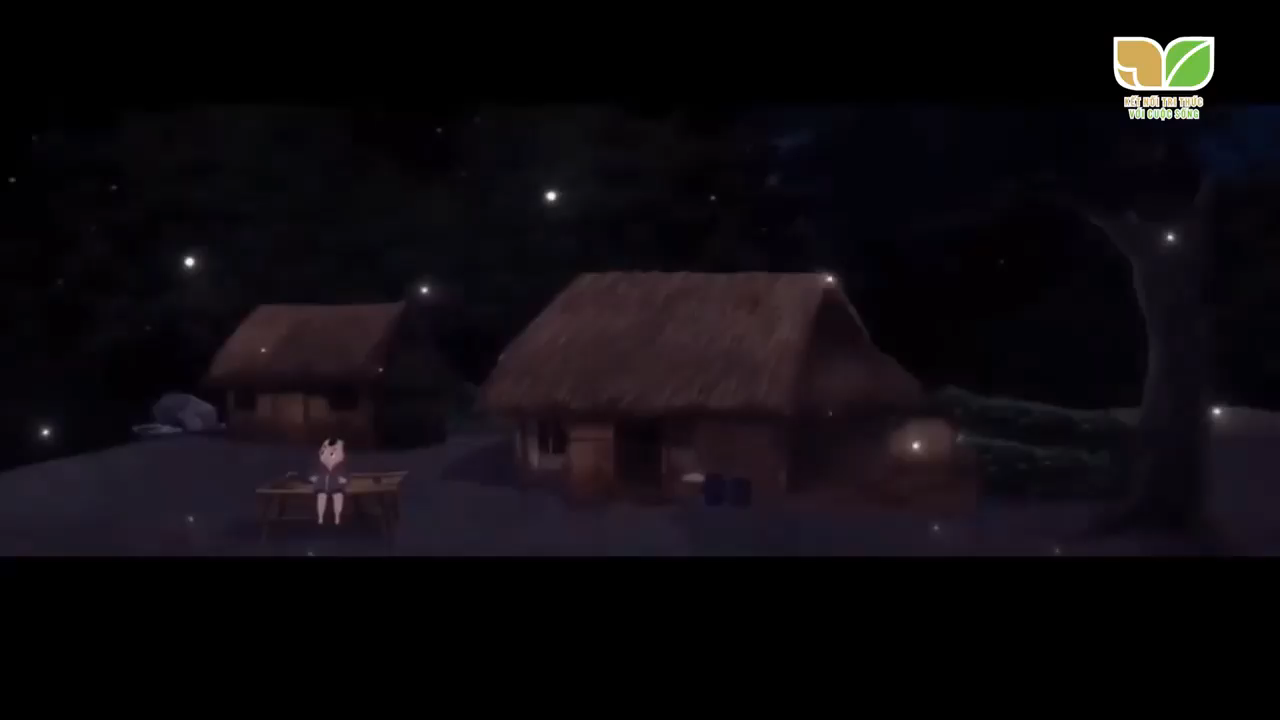 KẾT NỐI TRI THỨC
VỚI CUỘC SỐNG